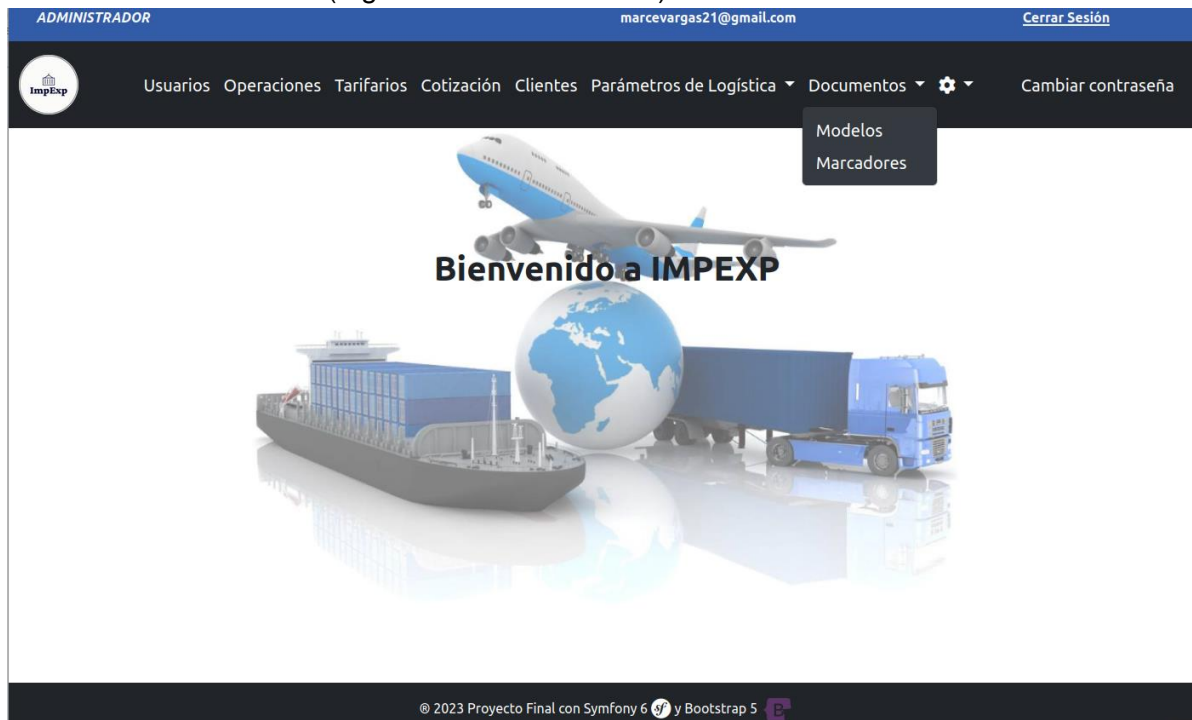 ADMINISTRADOR marcevargas21@gmail.com Cerrar Sesión
ImpExp
Usuarios Operaciones Tarifarios Cotización Clientes Parámetros de Logística Documentos Cambiar contraseña
Modelos
Marcadores
Bienvenido a IMPEXP
® 2023 Proyecto Final con Symfony 6 sf y Bootstrap 5 B